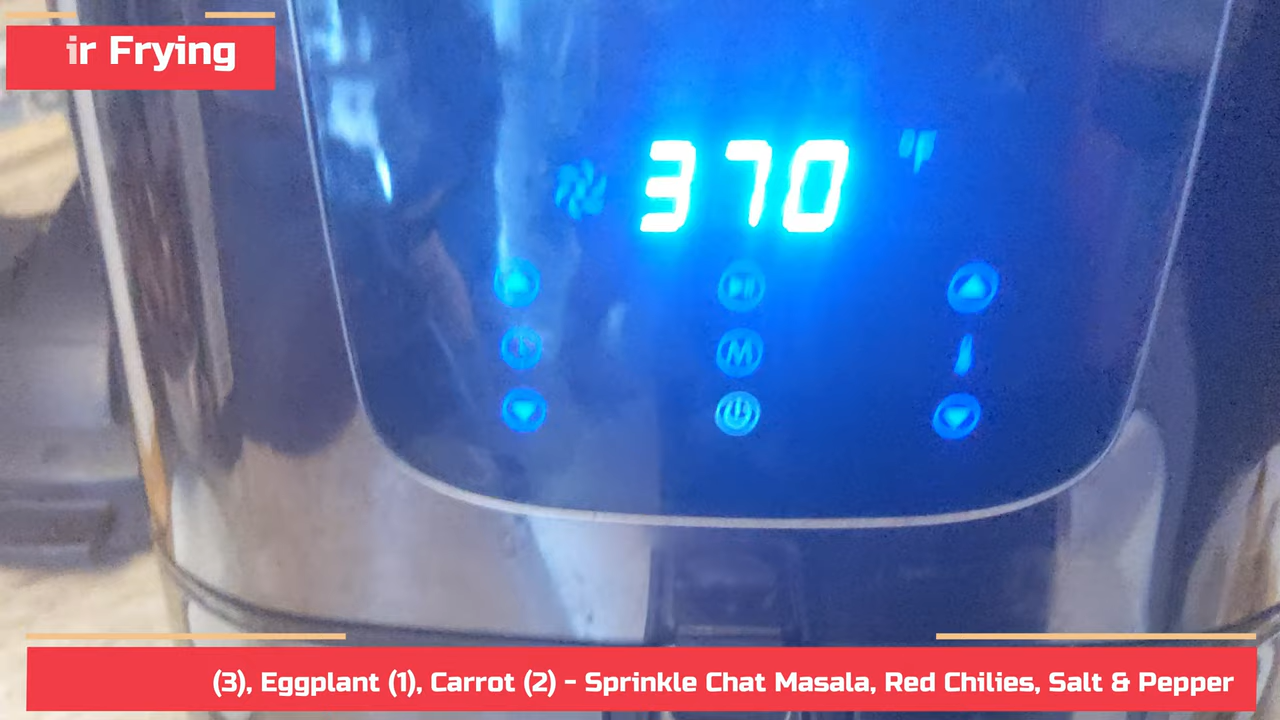 ir Frying
370
M
(3), Eggplant (1), Carrot (2) - Sprinkle Chat Masala, Red Chilies, Salt & Pepper